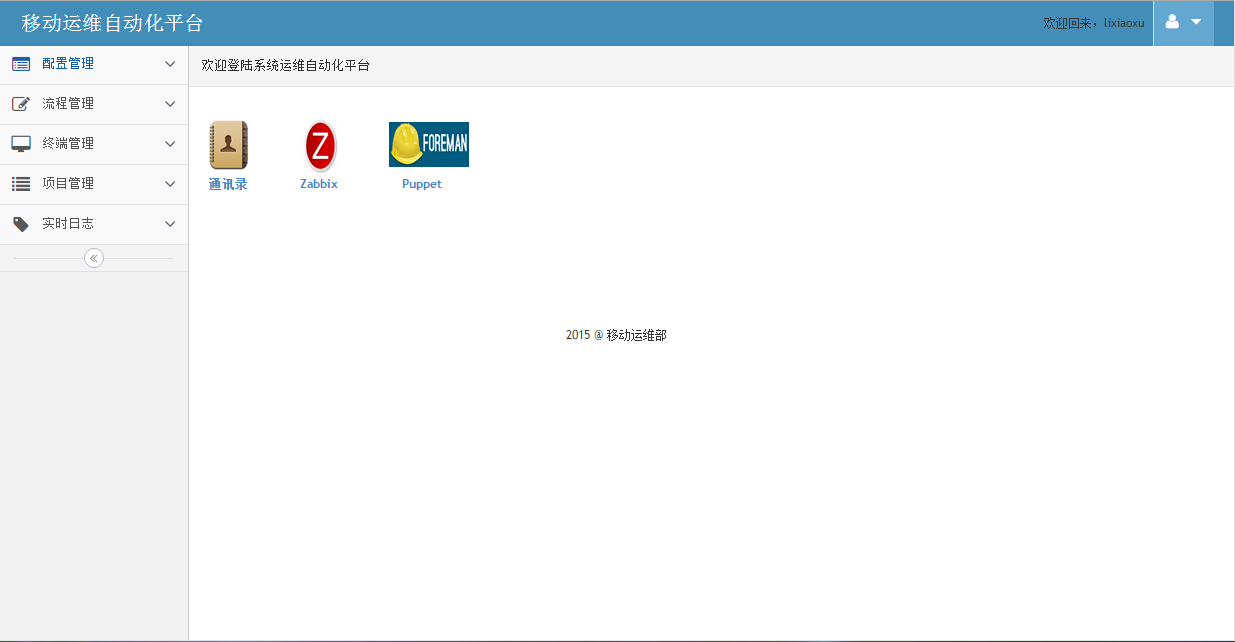 移动运维自动化平台
欢迎回来，lixiaoxu
配置管理
流程管理
终端管理
项目管理
实时日志
欢迎登陆系统运维自动化平台
Z
FOREMAN
通讯录
Zabbix
Puppet
2015 @ 移动运维部